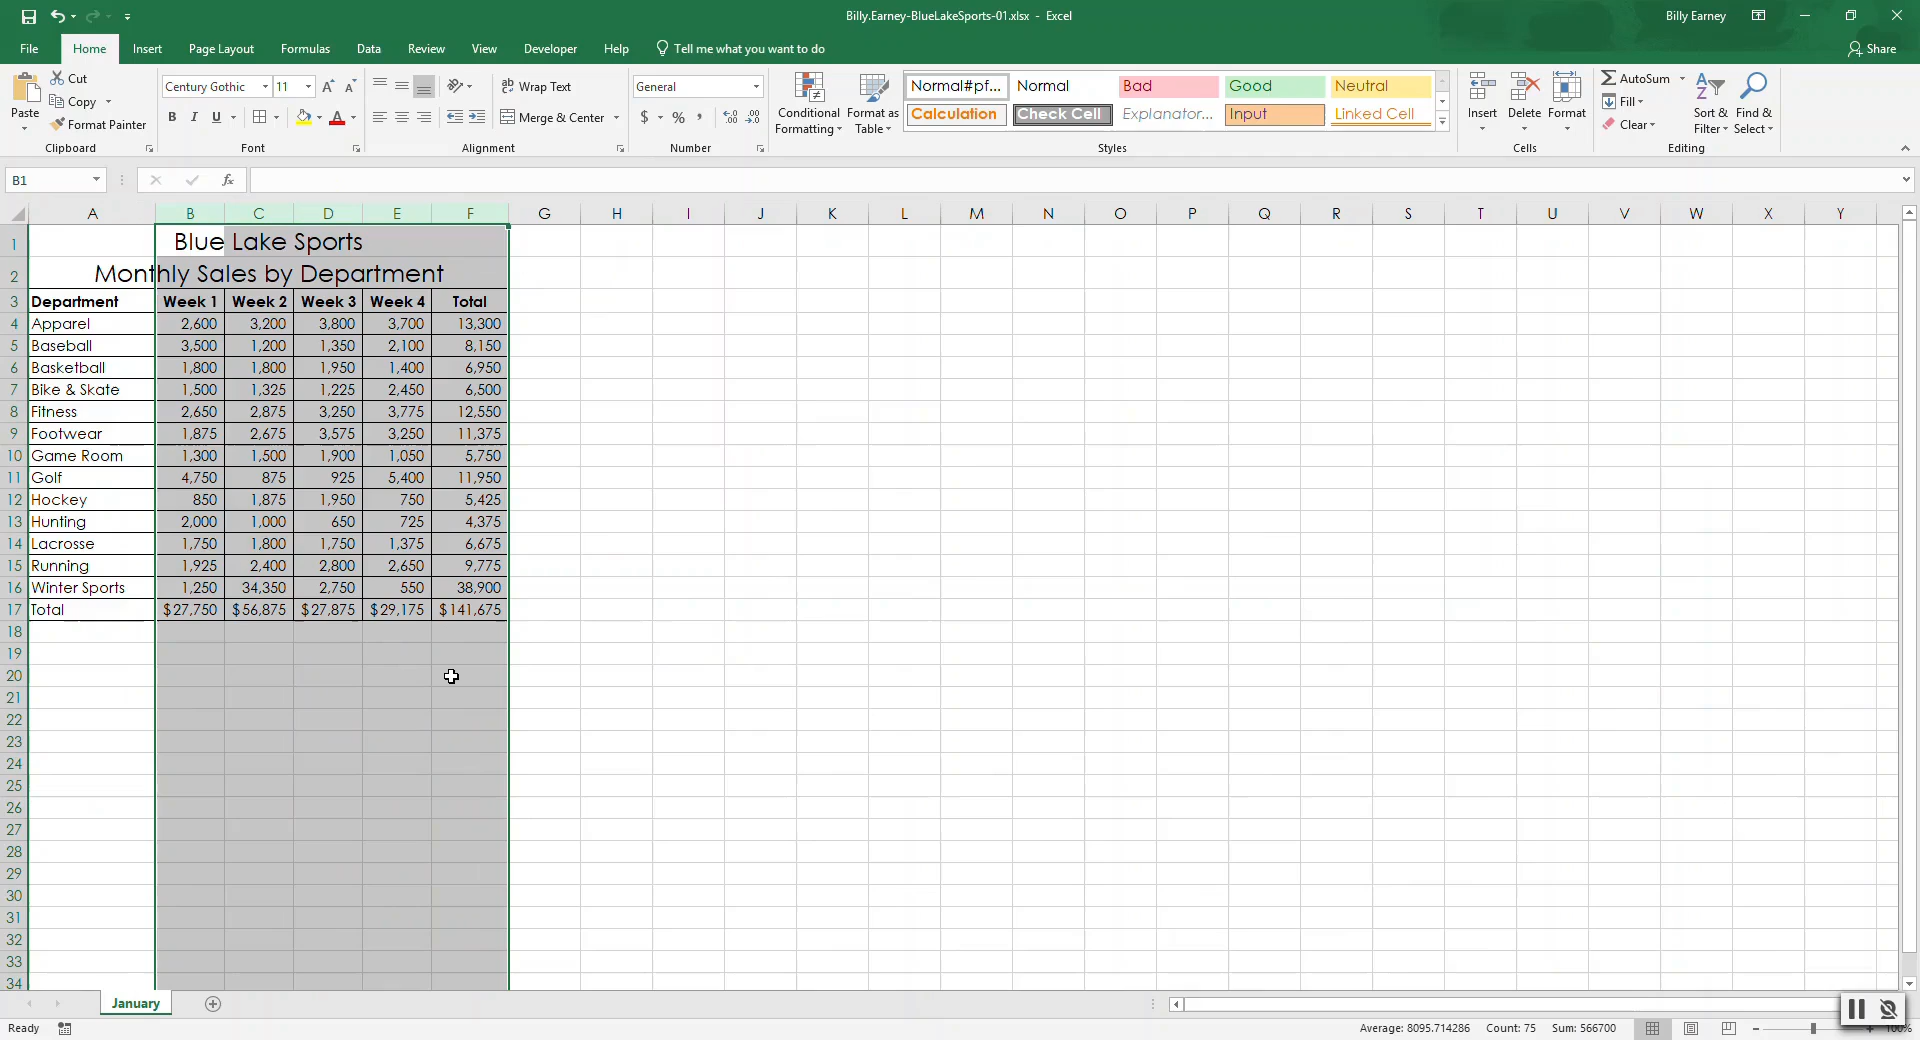 Billy.Earney-BlueLakeSports-01.xlsx - Excel
Billy Earney
File Home Insert Page Layout Formulas Data Review View Developer Help Tell me what you want to do Share
Paste
Cut
Copy
Format Painter
Clipboard
Century Gothic 11
B I U
Font
Wrap Text
Merge & Center
Alignment
General
$ % ,
Number
Conditional Formatting
Format as Table
Normal#pf... Normal Bad Good Neutral
Calculation Check Cell Explanator... Input Linked Cell
Styles
Insert Delete Format
Cells
AutoSum
Fill
Clear
Sort & Filter
Find & Select
Editing
B1 fx
A B C D E F G H I J K L M N O P Q R S T U V W X Y
1 Blue Lake Sports
2 Monthly Sales by Department
3 Department Week 1 Week 2 Week 3 Week 4 Total
4 Apparel 2,600 3,200 3,800 3,700 13,300
5 Baseball 3,500 1,200 1,350 2,100 8,150
6 Basketball 1,800 1,800 1,950 1,400 6,950
7 Bike & Skate 1,500 1,325 1,225 2,450 6,500
8 Fitness 2,650 2,875 3,250 3,775 12,550
9 Footwear 1,875 2,675 3,575 3,250 11,375
10 Game Room 1,300 1,500 1,900 1,050 5,750
11 Golf 4,750 875 925 5,400 11,950
12 Hockey 850 1,875 1,950 750 5,425
13 Hunting 2,000 1,000 650 725 4,375
14 Lacrosse 1,750 1,800 1,750 1,375 6,675
15 Running 1,925 2,400 2,800 2,650 9,775
16 Winter Sports 1,250 34,350 2,750 550 38,900
17 Total $27,750 $56,875 $27,875 $29,175 $141,675
18
19
20
21
22
23
24
25
26
27
28
29
30
31
32
33
34
January
Ready Average: 8095.714286 Count: 75 Sum: 566700 100%